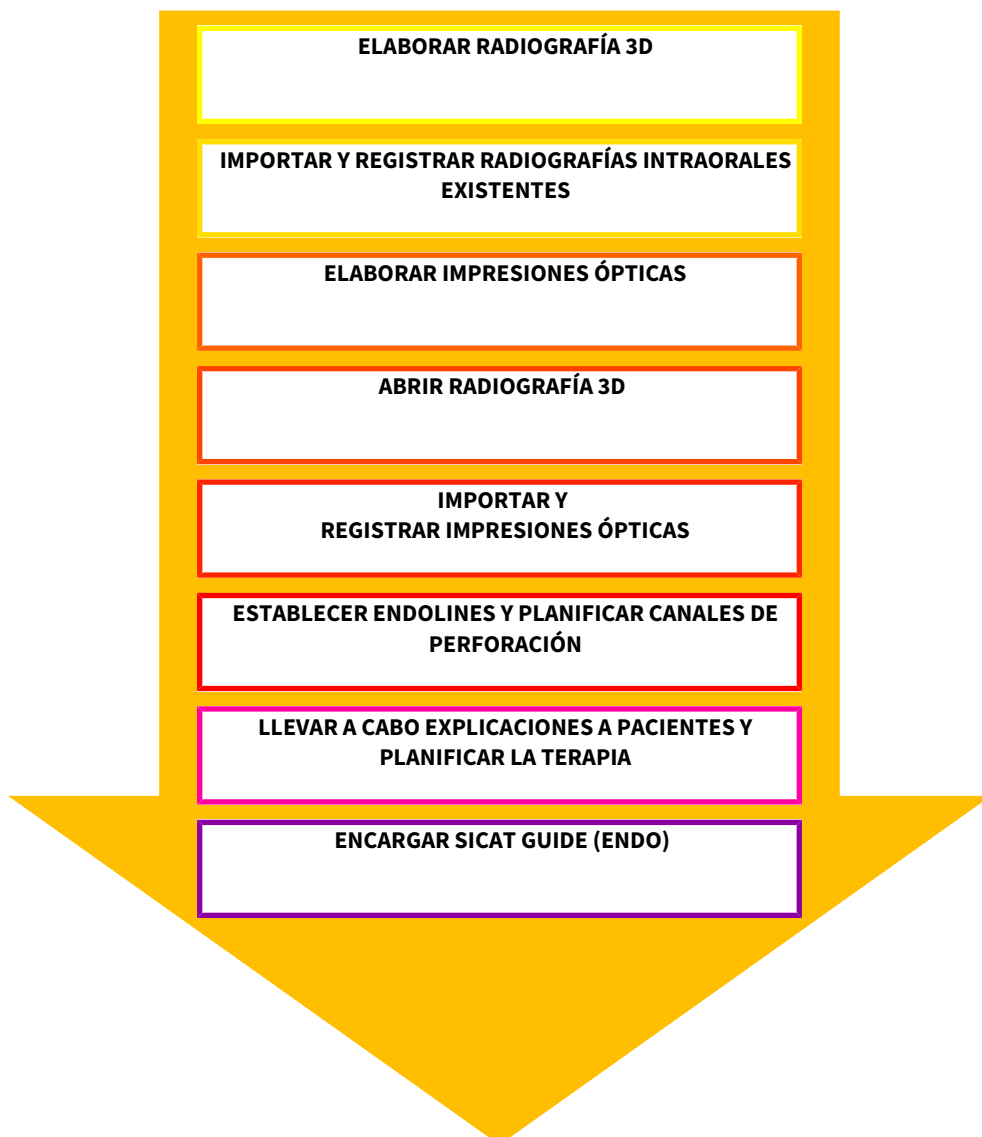 ELABORAR RADIOGRAFÍA 3D
IMPORTAR Y REGISTRAR RADIOGRAFÍAS INTRAORALES
EXISTENTES
ELABORAR IMPRESIONES ÓPTICAS
ABRIR RADIOGRAFÍA 3D
IMPORTAR Y
REGISTRAR IMPRESIONES ÓPTICAS
ESTABLECER ENDOLINES Y PLANIFICAR CANALES DE
PERFORACIÓN
LLEVAR A CABO EXPLICACIONES A PACIENTES Y
PLANIFICAR LA TERAPIA
ENCARGAR SICAT GUIDE (ENDO)